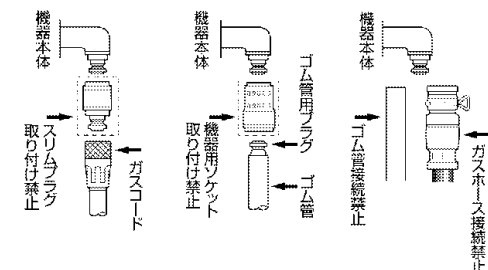 機器本体
スリムプラグ
取り付け禁止
ガスコード
機器本体
ゴム管用プラグ
機器用ソケット
取り付け禁止
ゴム管
機器本体
ゴム管接続禁止
ガスホース接続禁止